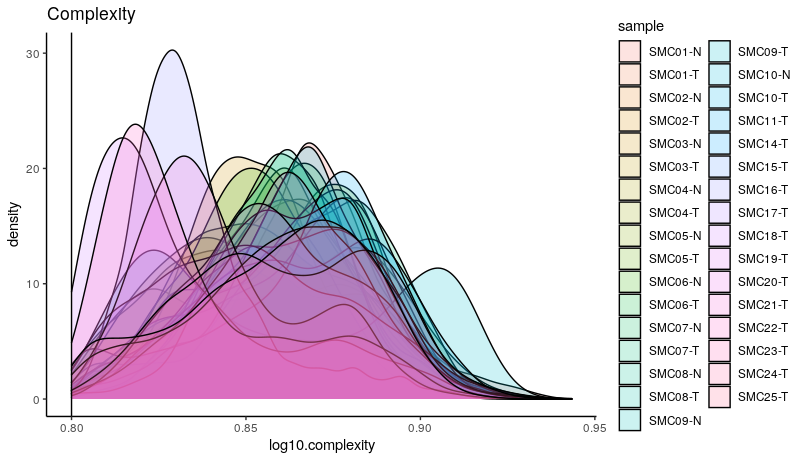 Complexity
sample
SMC01-N
SMC01-T
SMC02-N
SMC02-T
SMC03-N
SMC03-T
SMC04-N
SMC04-T
SMC05-N
SMC05-T
SMC06-N
SMC06-T
SMC07-N
SMC07-T
SMC08-N
SMC08-T
SMC09-N
SMC09-T
SMC10-N
SMC10-T
SMC11-T
SMC14-T
SMC15-T
SMC16-T
SMC17-T
SMC18-T
SMC19-T
SMC20-T
SMC21-T
SMC22-T
SMC23-T
SMC24-T
SMC25-T
density
30
20
10
0
0.80
0.85
0.90
0.95
log10.complexity